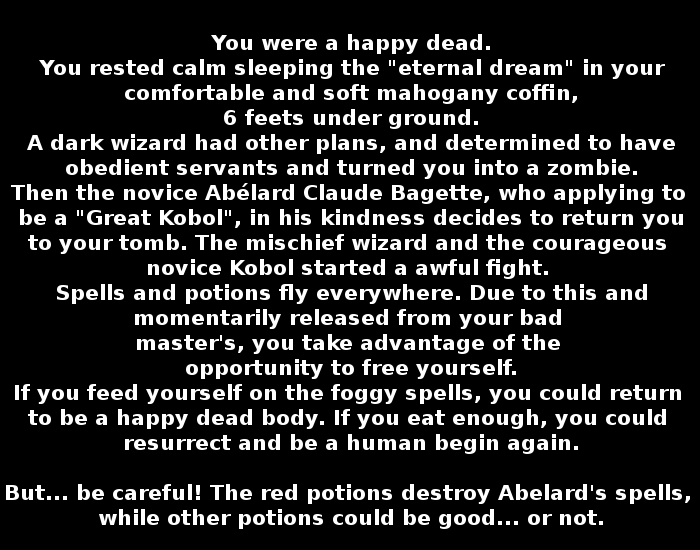 You were a happy dead.
You rested calm sleeping the "eternal dream" in your
comfortable and soft mahogany coffin,
6 feets under ground.
A dark wizard had other plans, and determined to have
obedient servants and turned you into a zombie.
Then the novice Abélard Claude Bagette, who applying to
be a "Great Kobol", in his kindness decides to return you
to your tomb. The mischief wizard and the courageous
novice Kobol started a awful fight.
Spells and potions fly everywhere. Due to this and
momentarily released from your bad
master's, you take advantage of the
opportunity to free yourself.
If you feed yourself on the foggy spells, you could return
to be a happy dead body. If you eat enough, you could
resurrect and be a human begin again.
But... be careful! The red potions destroy Abelard's spells,
while other potions could be good... or not.